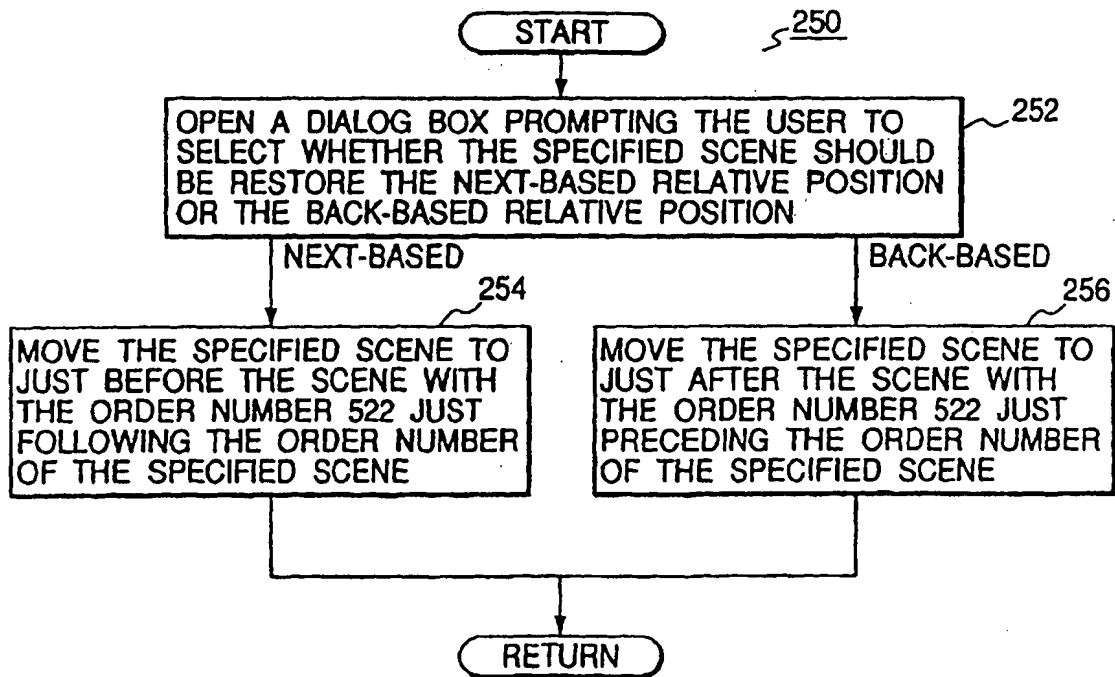 START
250
OPEN A DIALOG BOX PROMPTING THE USER TO
SELECT WHETHER THE SPECIFIED SCENE SHOULD
BE RESTORE THE NEXT-BASED RELATIVE POSITION
OR THE BACK-BASED RELATIVE POSITION
252
NEXT-BASED
BACK-BASED
254
MOVE THE SPECIFIED SCENE TO
JUST BEFORE THE SCENE WITH
THE ORDER NUMBER 522 JUST
FOLLOWING THE ORDER NUMBER
OF THE SPECIFIED SCENE
256
MOVE THE SPECIFIED SCENE TO
JUST AFTER THE SCENE WITH
THE ORDER NUMBER 522 JUST
PRECEDING THE ORDER NUMBER
OF THE SPECIFIED SCENE
RETURN